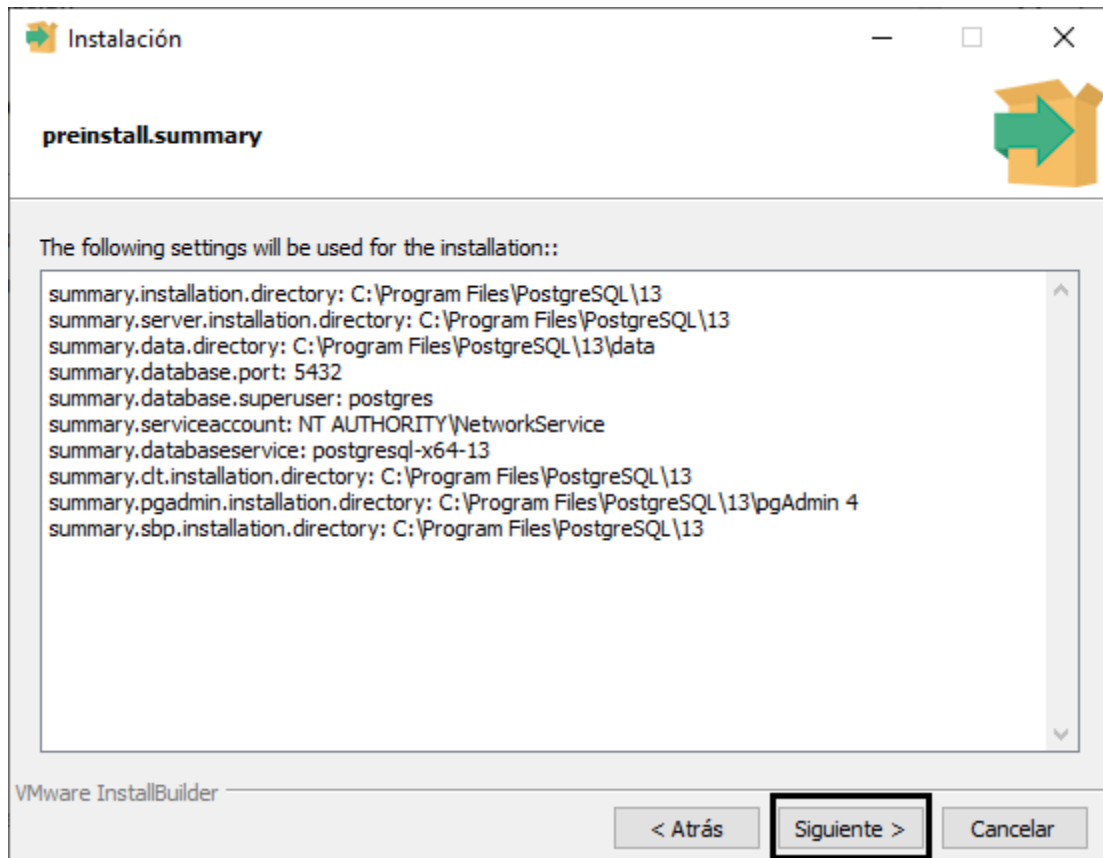 Instalación
preinstall.summary
The following settings will be used for the installation::
summary.installation.directory: C:\Program Files\PostgreSQL\13
summary.server.installation.directory: C:\Program Files\PostgreSQL\13
summary.data.directory: C:\Program Files\PostgreSQL\13\data
summary.database.port: 5432
summary.database.superuser: postgres
summary.serviceaccount: NT AUTHORITY\NetworkService
summary.databaseservice: postgresql-x64-13
summary.clt.installation.directory: C:\Program Files\PostgreSQL\13
summary.pgadmin.installation.directory: C:\Program Files\PostgreSQL\13\pgAdmin 4
summary.sbp.installation.directory: C:\Program Files\PostgreSQL\13
VMware InstallBuilder
< Atrás Siguiente > Cancelar